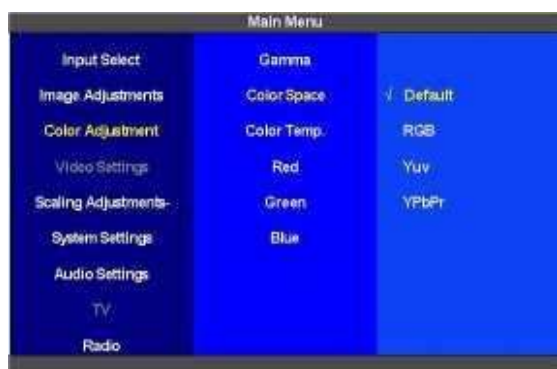 Main Menu
Input Select
Image Adjustments
Color Adjustment
Video Settings
Scaling Adjustments-
System Settings
Audio Settings
TV
Radio
Gamma
Color Space
Color Temp.
Red
Green
Blue
√ Default
RGB
Yuv
YPbPr